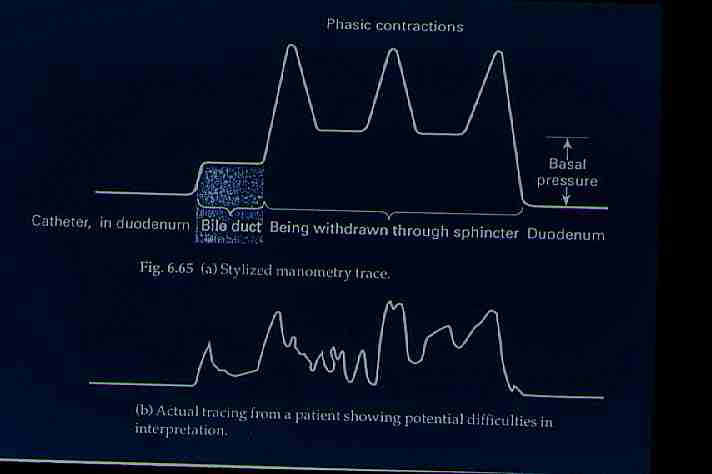 Phasic contractions
Basal
pressure
Catheter, in duodenum Bile duct Being withdrawn through sphincter Duodenum
Fig. 6.65 (a) Stylized manometry trace.
(b) Actual tracing from a patient showing potential difficulties in
interpretation.